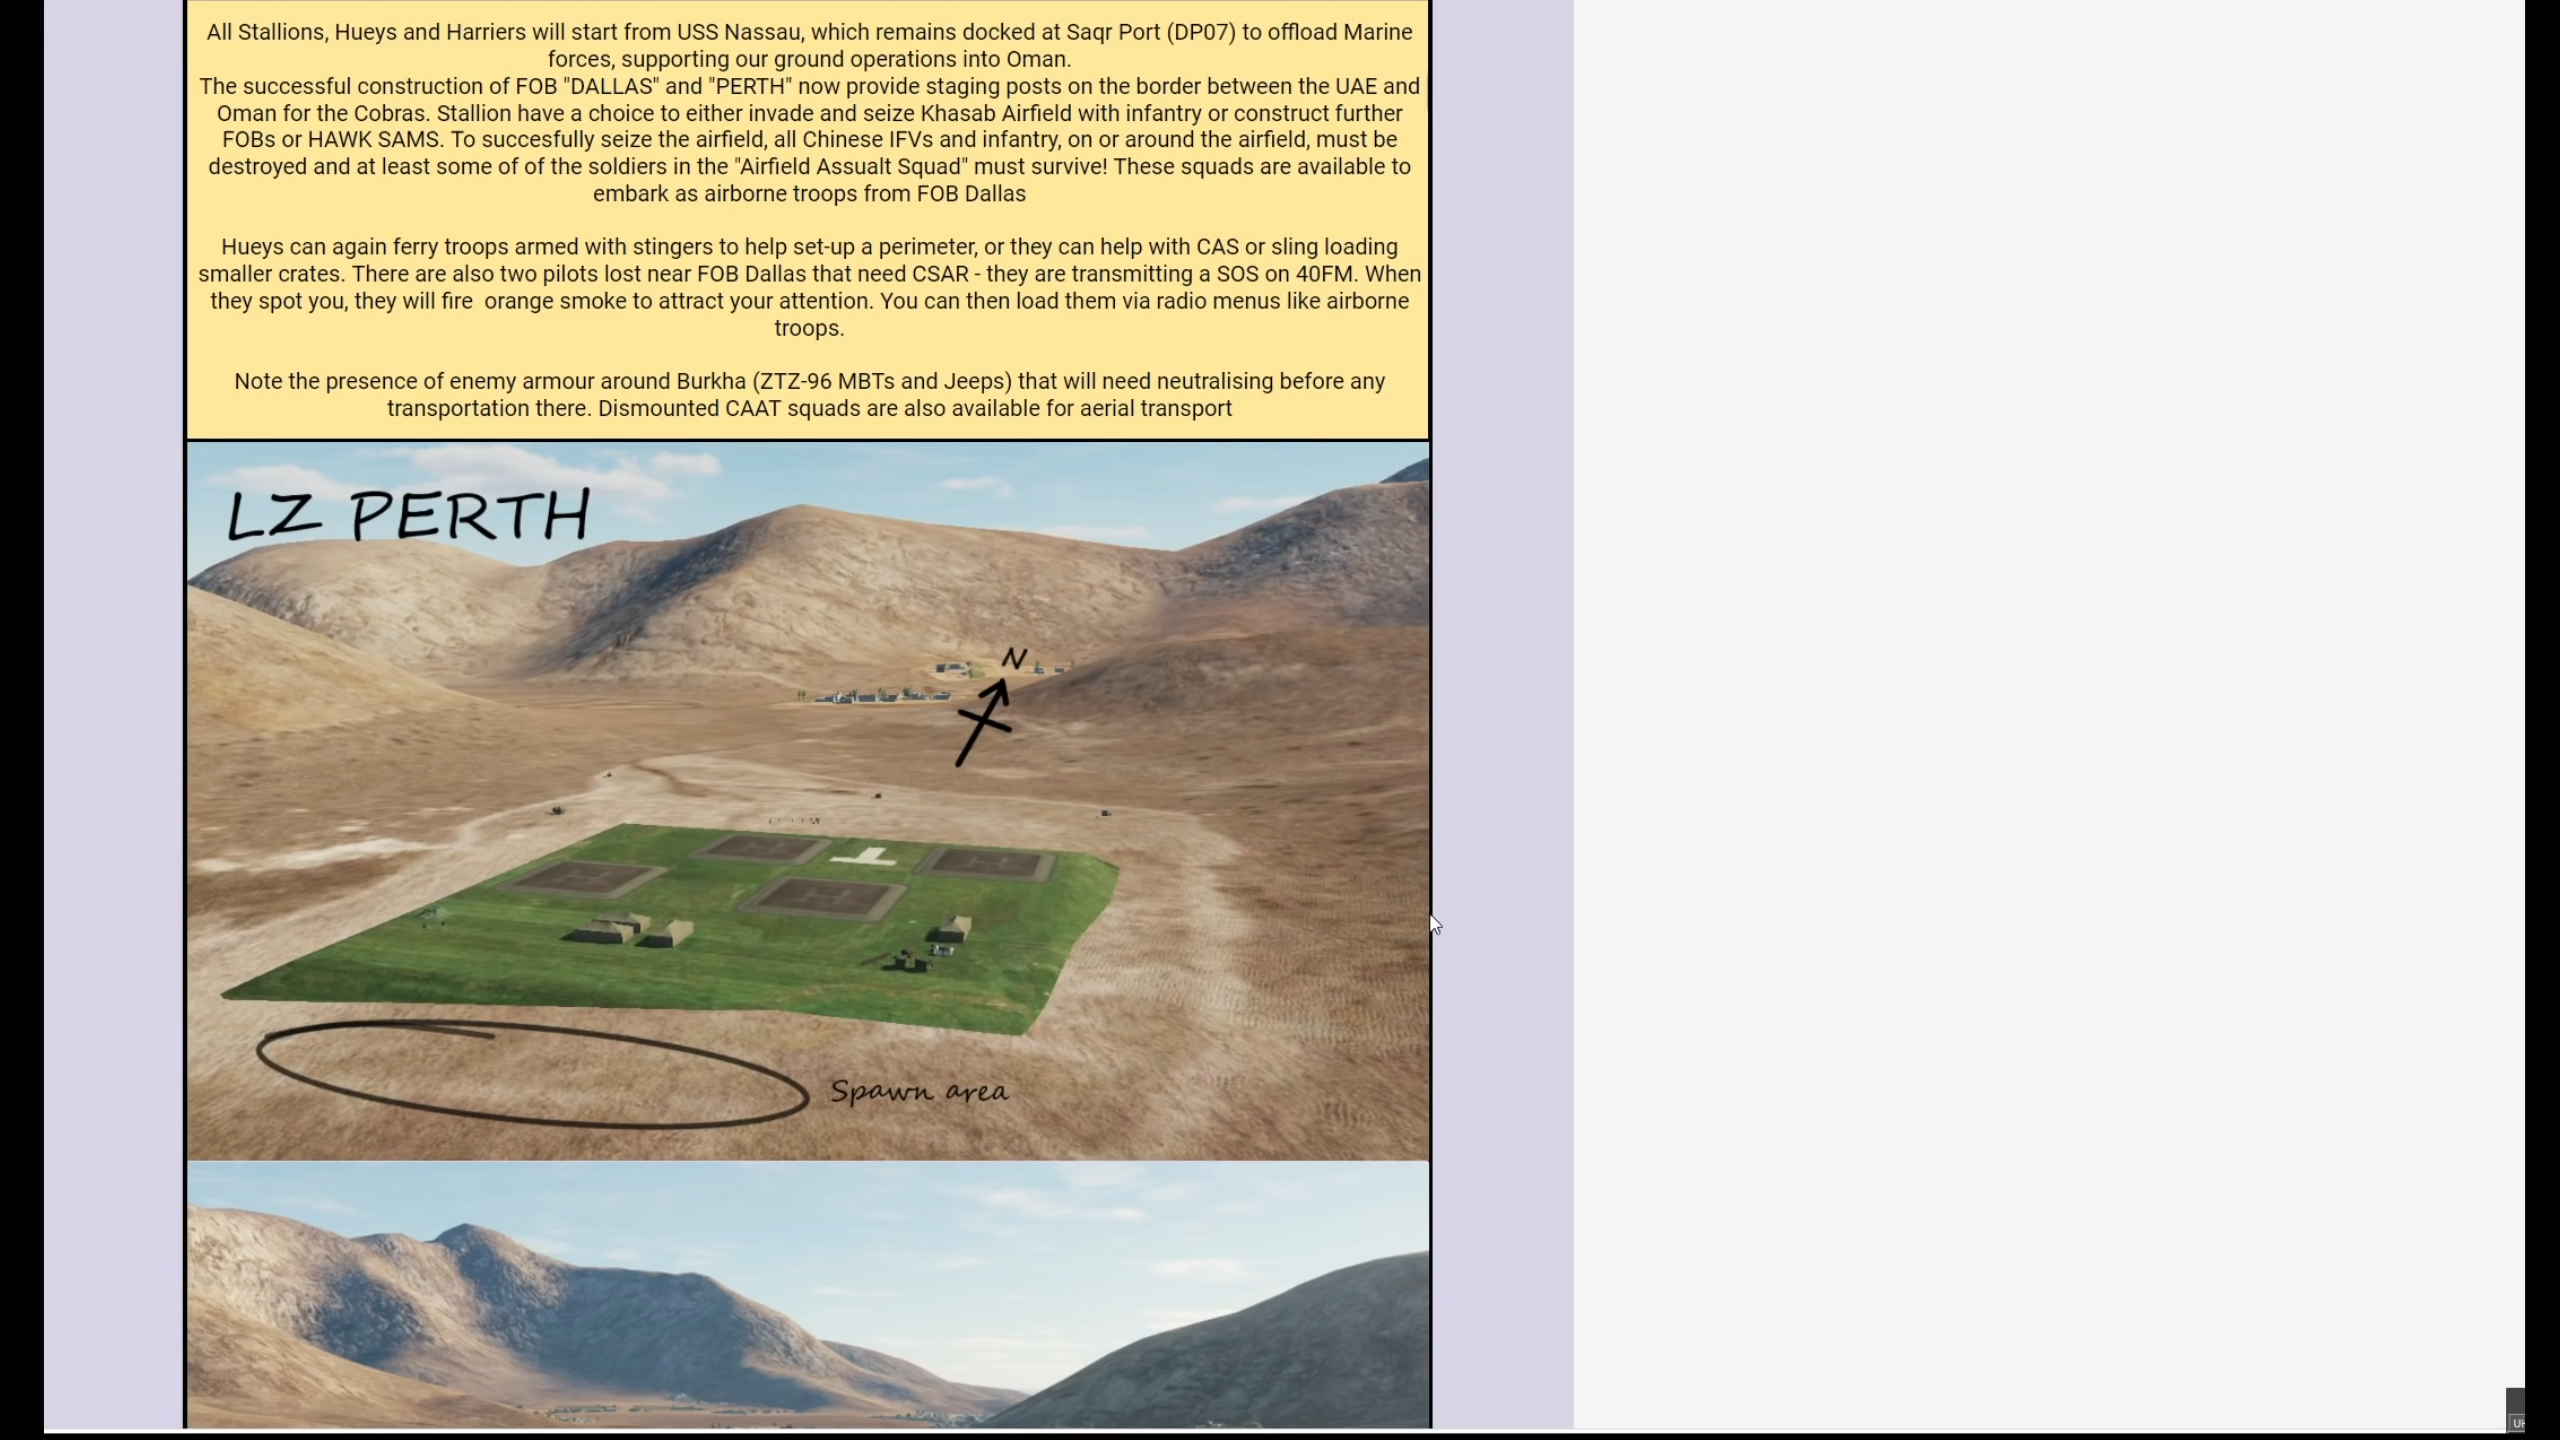 All Stallions, Hueys and Harriers will start from USS Nassau, which remains docked at Saqr Port (DP07) to offload Marine
forces, supporting our ground operations into Oman.
The successful construction of FOB "DALLAS" and "PERTH" now provide staging posts on the border between the UAE and
Oman for the Cobras. Stallion have a choice to either invade and seize Khasab Airfield with infantry or construct further
FOBs or HAWK SAMS. To succesfully seize the airfield, all Chinese IFVs and infantry, on or around the airfield, must be
destroyed and at least some of of the soldiers in the "Airfield Assualt Squad" must survive! These squads are available to
embark as airborne troops from FOB Dallas
Hueys can again ferry troops armed with stingers to help set-up a perimeter, or they can help with CAS or sling loading
smaller crates. There are also two pilots lost near FOB Dallas that need CSAR - they are transmitting a SOS on 40FM. When
they spot you, they will fire  orange smoke to attract your attention. You can then load them via radio menus like airborne
troops.
Note the presence of enemy armour around Burkha (ZTZ-96 MBTs and Jeeps) that will need neutralising before any
transportation there. Dismounted CAAT squads are also available for aerial transport
LZ PERTH
N
Spawn area